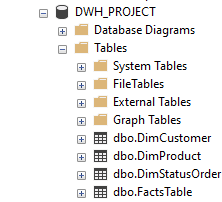 DWH_PROJECT
Database Diagrams
Tables
System Tables
FileTables
External Tables
Graph Tables
dbo.DimCustomer
dbo.DimProduct
dbo.DimStatusOrder
dbo.FactsTable